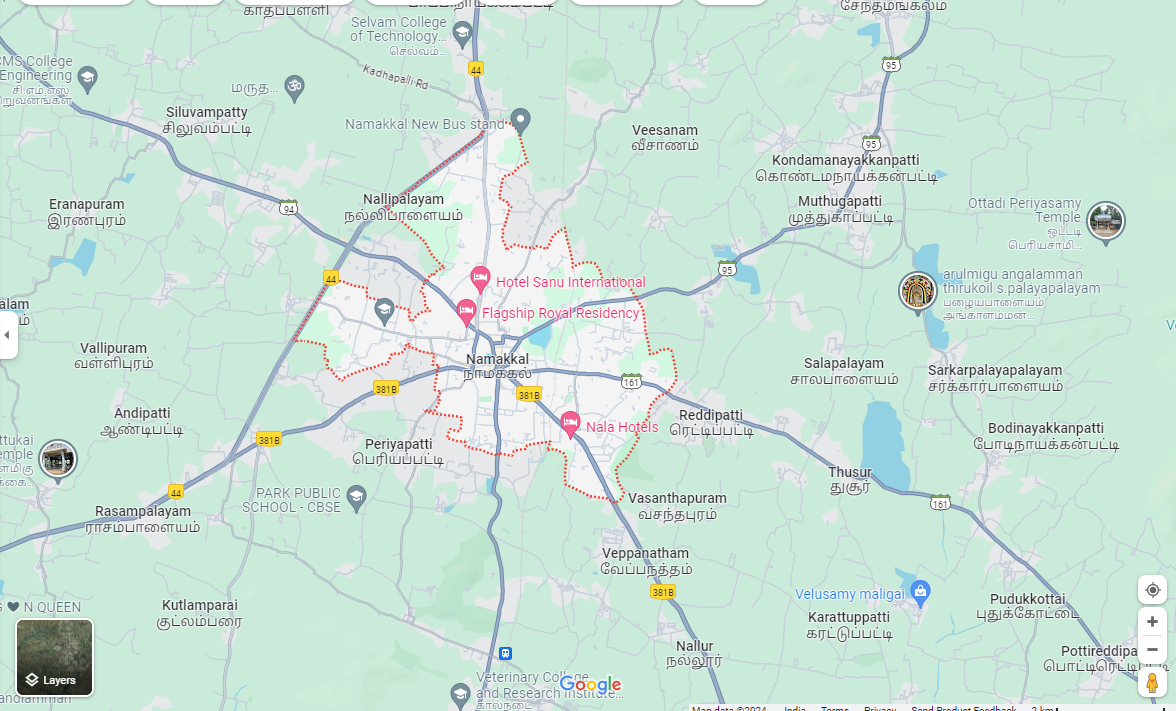 காதப்பள்ளி
சேந்தமங்கலம்
Selvam College
of Technology...
செல்வம்...
CMS College
Engineering
சி.எம்.எஸ்.
44
Kadhapalli Rd
95
மருத...
Siluvampatty
சிலுவம்பட்டி
Namakkal New Bus stand
Veesanam
வீசாணம்
95
Kondamanayakkanpatti
கொண்டமநாயக்கன்பட்டி
Eranapuram
இரணபுரம்
94
Nallipalayam
நல்லிபாளையம்
Muthugapatti
முத்துகாப்பட்டி
Ottadi Periyasamy
Temple
ஒட்டடி
பெரியசாமி...
44
Hotel Sanu International
95
arulmigu angalamman
thirukoil s.palayapalayam
பழையபாளையம்
அங்காளம்மன்...
Flagship Royal Residency
Vallipuram
வள்ளிபுரம்
Namakkal
நாமக்கல்
Salapalayam
சாலபாளையம்
Sarkarpalayapalayam
சர்க்கார்பாளையம்
381B
381B
161
Andipatti
ஆண்டிபட்டி
Reddipatti
ரெட்டிப்பட்டி
Nala Hotels
Bodinayakkanpatti
போடிநாயக்கன்பட்டி
381B
Periyapatti
பெரியப்பட்டி
Thusur
துசூர்
44
PARK PUBLIC
SCHOOL - CBSE
Vasanthapuram
வசந்தபுரம்
161
Rasampalayam
ராசம்பாளையம்
Veppanatham
வேப்பநத்தம்
381B
Velusamy maligai
Pudukkottai
புதுக்கோட்டை
N QUEEN
Kutlamparai
குட்லம்பரை
Karattuppatti
கரட்டுப்பட்டி
Nallur
நல்லூர்
Pottireddipa
பொட்டிரெட்டிப
Layers
Veterinary College
and Research Institute...
கால்நடை
Google
Map data ©2024 India Terms Privacy Send Product Feedback 2 km